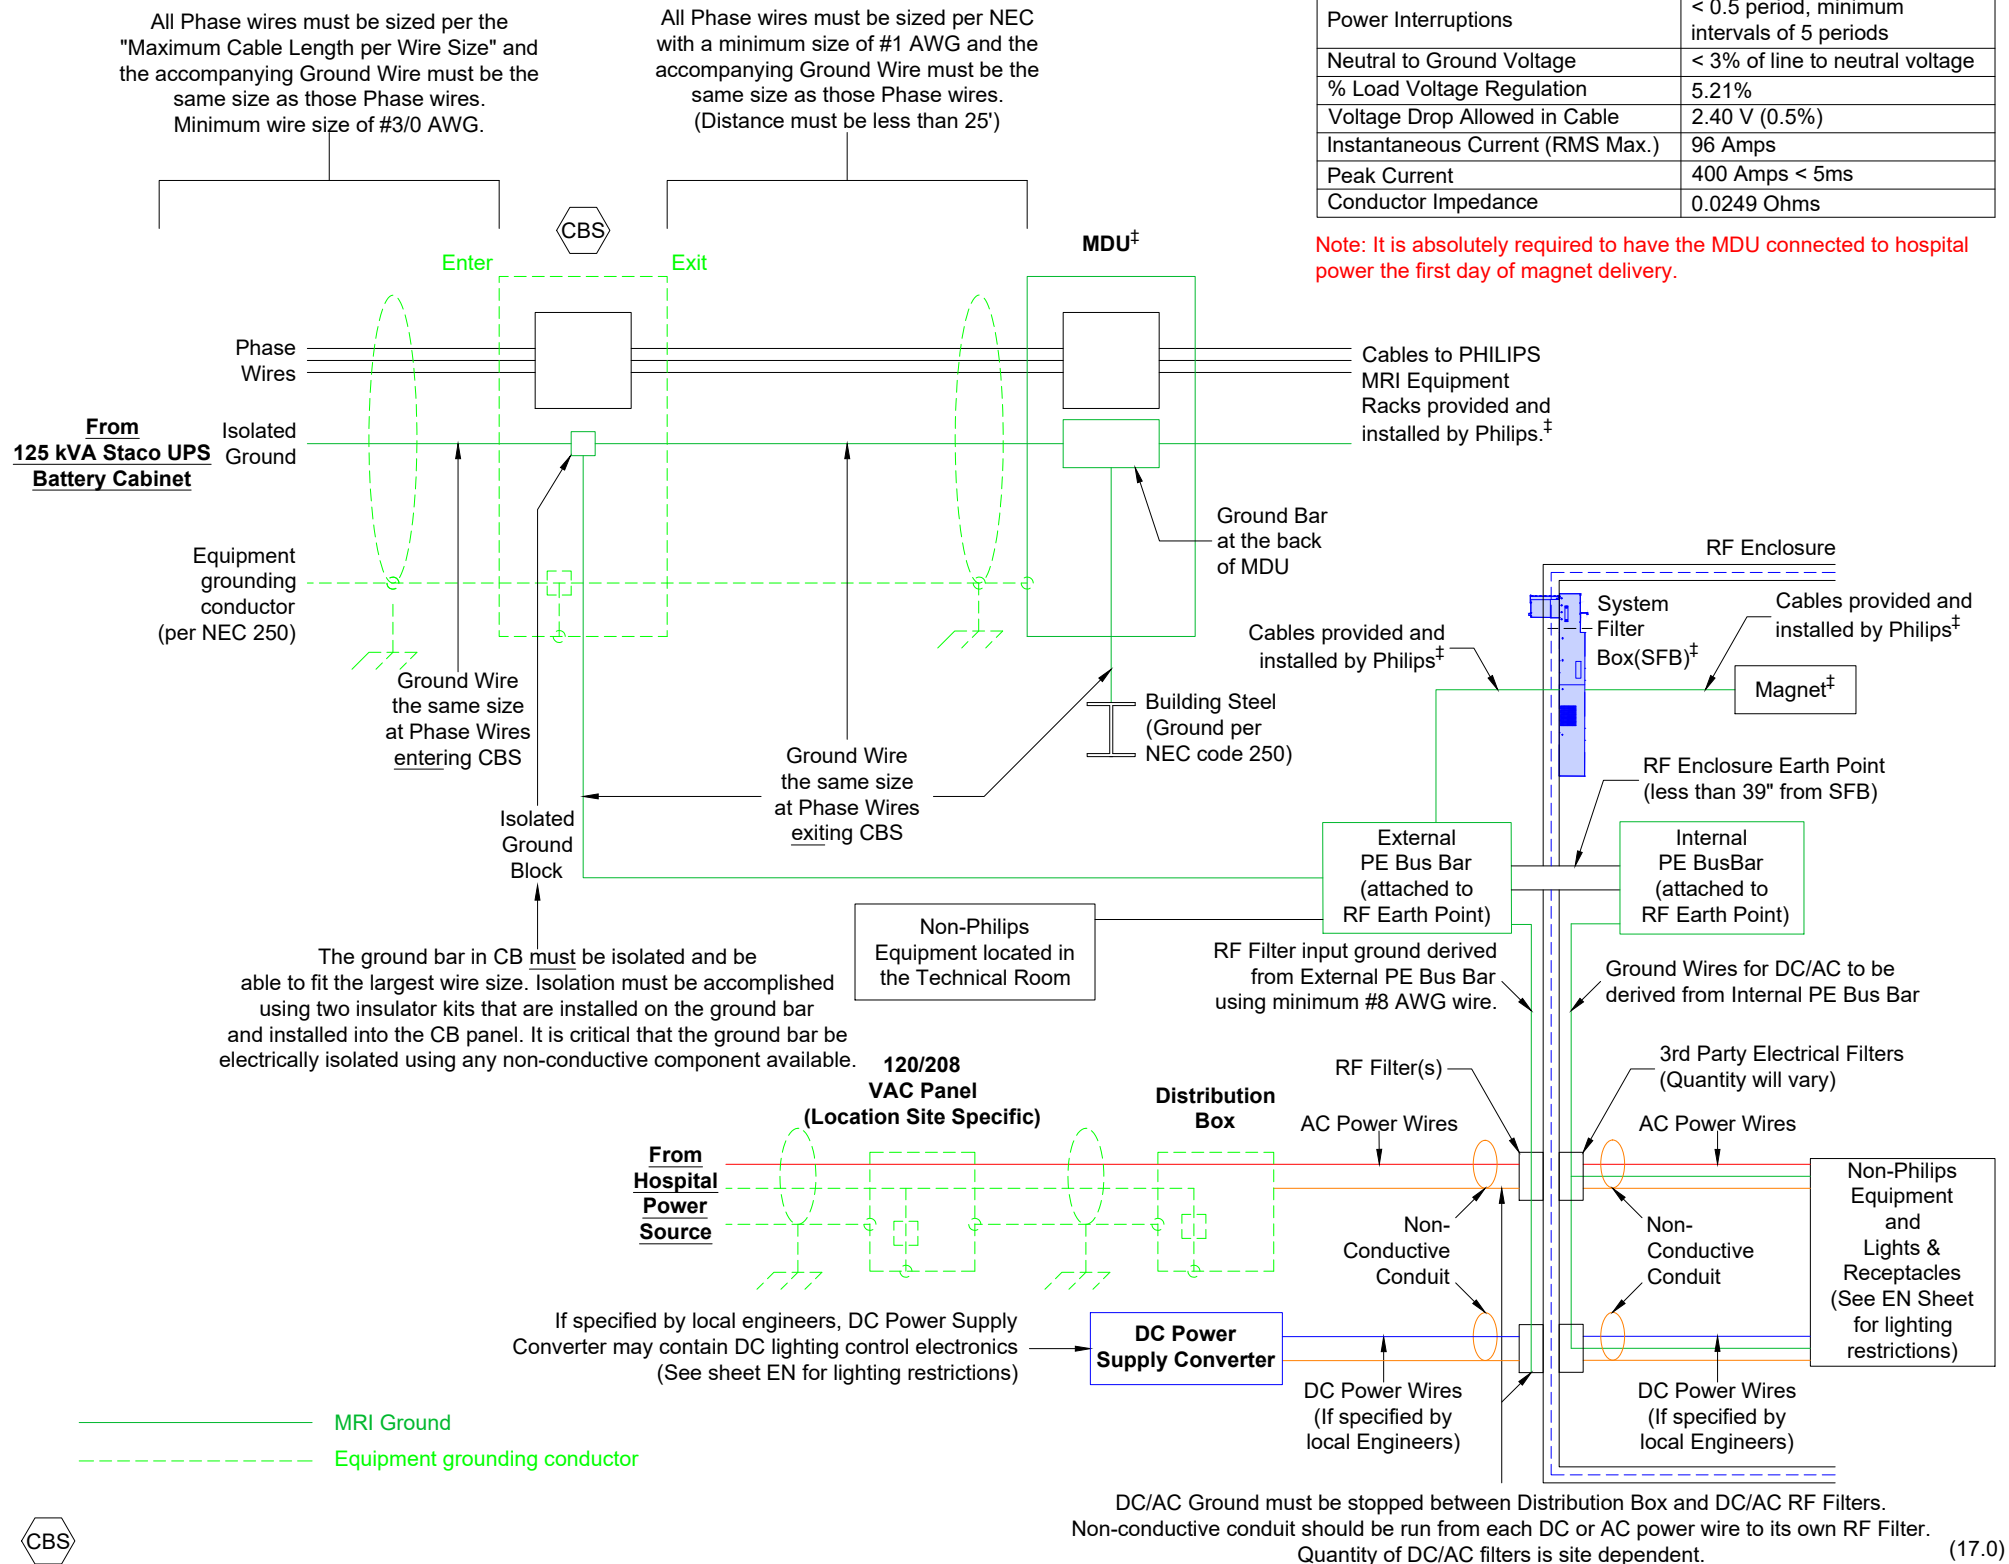 All Phase wires must be sized per the
"Maximum Cable Length per Wire Size" and
the accompanying Ground Wire must be the
same size as those Phase wires.
Minimum wire size of #3/0 AWG.
All Phase wires must be sized per NEC
with a minimum size of #1 AWG and the
accompanying Ground Wire must be the
same size as those Phase wires.
(Distance must be less than 25')
Power Interruptions
< 0.5 period, minimum
intervals of 5 periods
Neutral to Ground Voltage
< 3% of line to neutral voltage
% Load Voltage Regulation
5.21%
Voltage Drop Allowed in Cable
2.40 V (0.5%)
Instantaneous Current (RMS Max.)
96 Amps
Peak Current
400 Amps < 5ms
Conductor Impedance
0.0249 Ohms
Note: It is absolutely required to have the MDU connected to hospital
power the first day of magnet delivery.
CBS
MDU‡
Enter
Exit
Phase
Wires
Isolated
Ground
From
125 kVA Staco UPS
Battery Cabinet
Equipment
grounding
conductor
(per NEC 250)
Cables to PHILIPS
MRI Equipment
Racks provided and
installed by Philips.‡
Ground Bar
at the back
of MDU
Ground Wire
the same size
at Phase Wires
entering CBS
Ground Wire
the same size
at Phase Wires
exiting CBS
Building Steel
(Ground per
NEC code 250)
Isolated
Ground
Block
The ground bar in CB must be isolated and be
able to fit the largest wire size. Isolation must be accomplished
using two insulator kits that are installed on the ground bar
and installed into the CB panel. It is critical that the ground bar be
electrically isolated using any non-conductive component available.
RF Enclosure
System
Filter
Box(SFB)‡
Cables provided and
installed by Philips‡
Cables provided and
installed by Philips‡
Magnet‡
RF Enclosure Earth Point
(less than 39" from SFB)
External
PE Bus Bar
(attached to
RF Earth Point)
Internal
PE BusBar
(attached to
RF Earth Point)
Non-Philips
Equipment located in
the Technical Room
RF Filter input ground derived
from External PE Bus Bar
using minimum #8 AWG wire.
Ground Wires for DC/AC to be
derived from Internal PE Bus Bar
120/208
VAC Panel
(Location Site Specific)
Distribution
Box
RF Filter(s)
3rd Party Electrical Filters
(Quantity will vary)
AC Power Wires
AC Power Wires
From
Hospital
Power
Source
Non-
Conductive
Conduit
Non-
Conductive
Conduit
Non-Philips
Equipment
and
Lights &
Receptacles
(See EN Sheet
for lighting
restrictions)
If specified by local engineers, DC Power Supply
Converter may contain DC lighting control electronics
(See sheet EN for lighting restrictions)
DC Power
Supply Converter
DC Power Wires
(If specified by
local Engineers)
DC Power Wires
(If specified by
local Engineers)
MRI Ground
Equipment grounding conductor
DC/AC Ground must be stopped between Distribution Box and DC/AC RF Filters.
Non-conductive conduit should be run from each DC or AC power wire to its own RF Filter.
Quantity of DC/AC filters is site dependent.
CBS
(17.0)